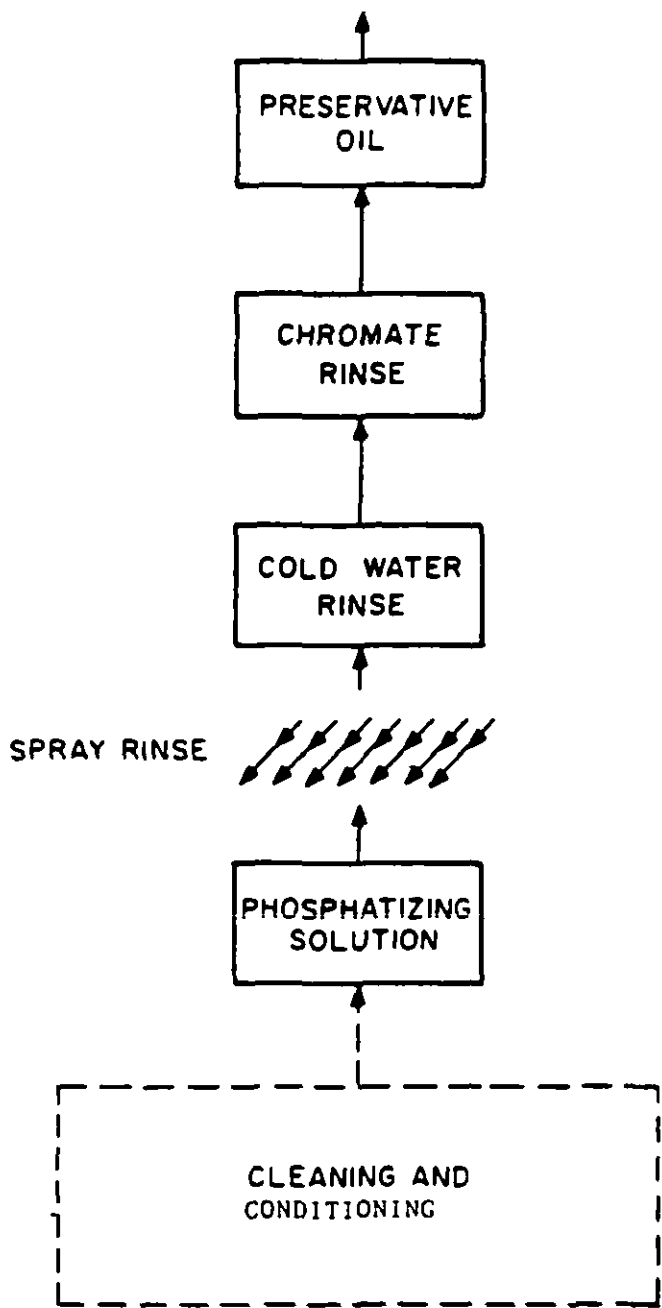 PRESERVATIVE
OIL
CHROMATE
RINSE
COLD WATER
RINSE
SPRAY RINSE
PHOSPHATIZING
SOLUTION
CLEANING AND
CONDITIONING